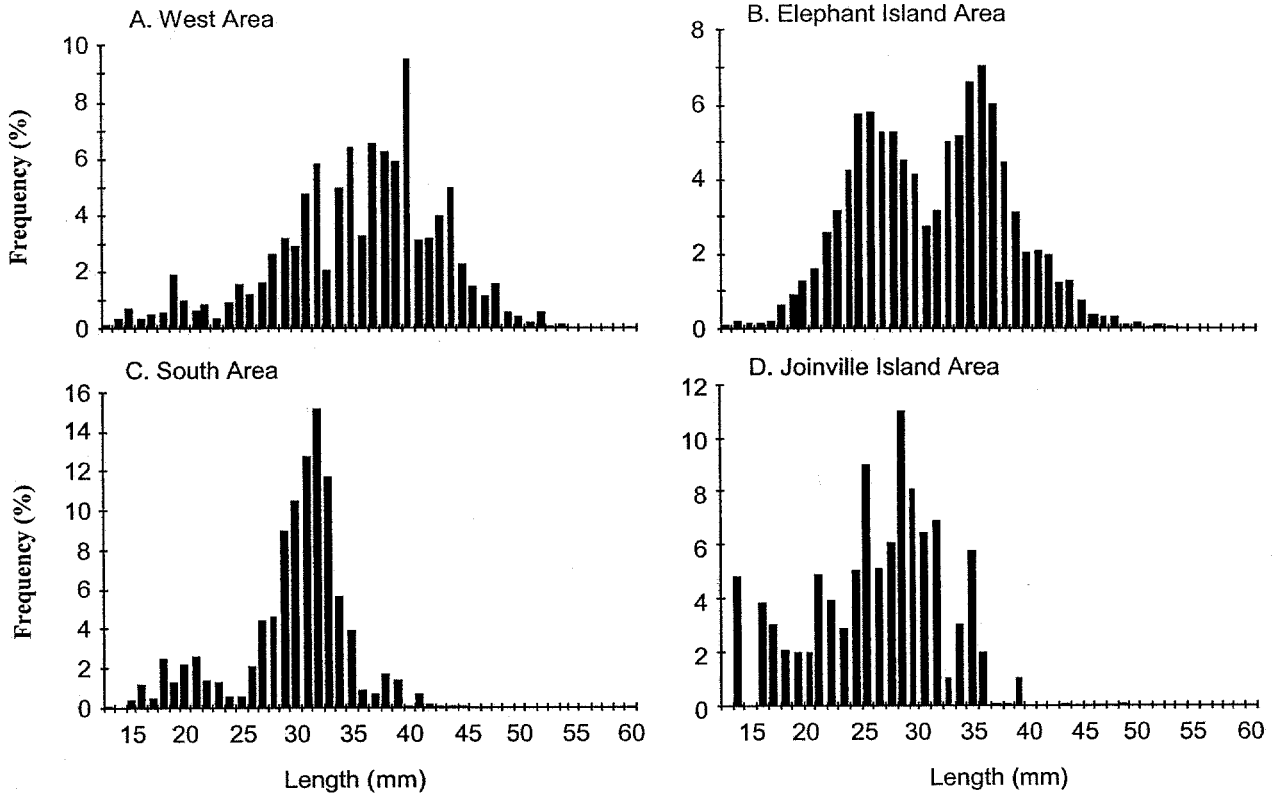 A. West Area
10
8
6
4
2
0
Frequency (%)
B. Elephant Island Area
8
6
4
2
0
C. South Area
16
14
12
10
8
6
4
2
0
Frequency (%)
15 20 25 30 35 40 45 50 55 60
Length (mm)
D. Joinville Island Area
12
10
8
6
4
2
0
15 20 25 30 35 40 45 50 55 60
Length (mm)